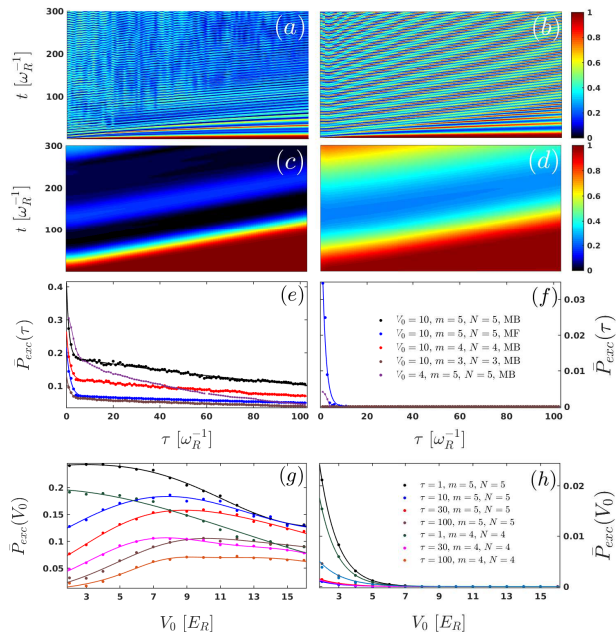 300
200
100
t [ω_R^{-1}]
(a)
(b)
1
0.8
0.6
0.4
0.2
0
300
200
100
t [ω_R^{-1}]
(c)
(d)
1
0.8
0.6
0.4
0.2
0
0.4
0.3
0.2
0.1
P̄_{exc}(τ)
(e)
0 20 40 60 80 100
τ [ω_R^{-1}]
(f)
V_0 = 10, m = 5, N = 5, MB
V_0 = 10, m = 5, N = 5, MF
V_0 = 10, m = 4, N = 4, MB
V_0 = 10, m = 3, N = 3, MB
V_0 = 4, m = 5, N = 5, MB
0.03
0.02
0.01
0
P̄_{exc}(τ)
0 20 40 60 80 100
τ [ω_R^{-1}]
0.2
0.15
0.1
0.05
P̄_{exc}(V_0)
(g)
3 5 7 9 11 13 15
V_0 [E_R]
(h)
τ = 1, m = 5, N = 5
τ = 10, m = 5, N = 5
τ = 30, m = 5, N = 5
τ = 100, m = 5, N = 5
τ = 1, m = 4, N = 4
τ = 30, m = 4, N = 4
τ = 100, m = 4, N = 4
0.02
0.01
0
P̄_{exc}(V_0)
3 5 7 9 11 13 15
V_0 [E_R]